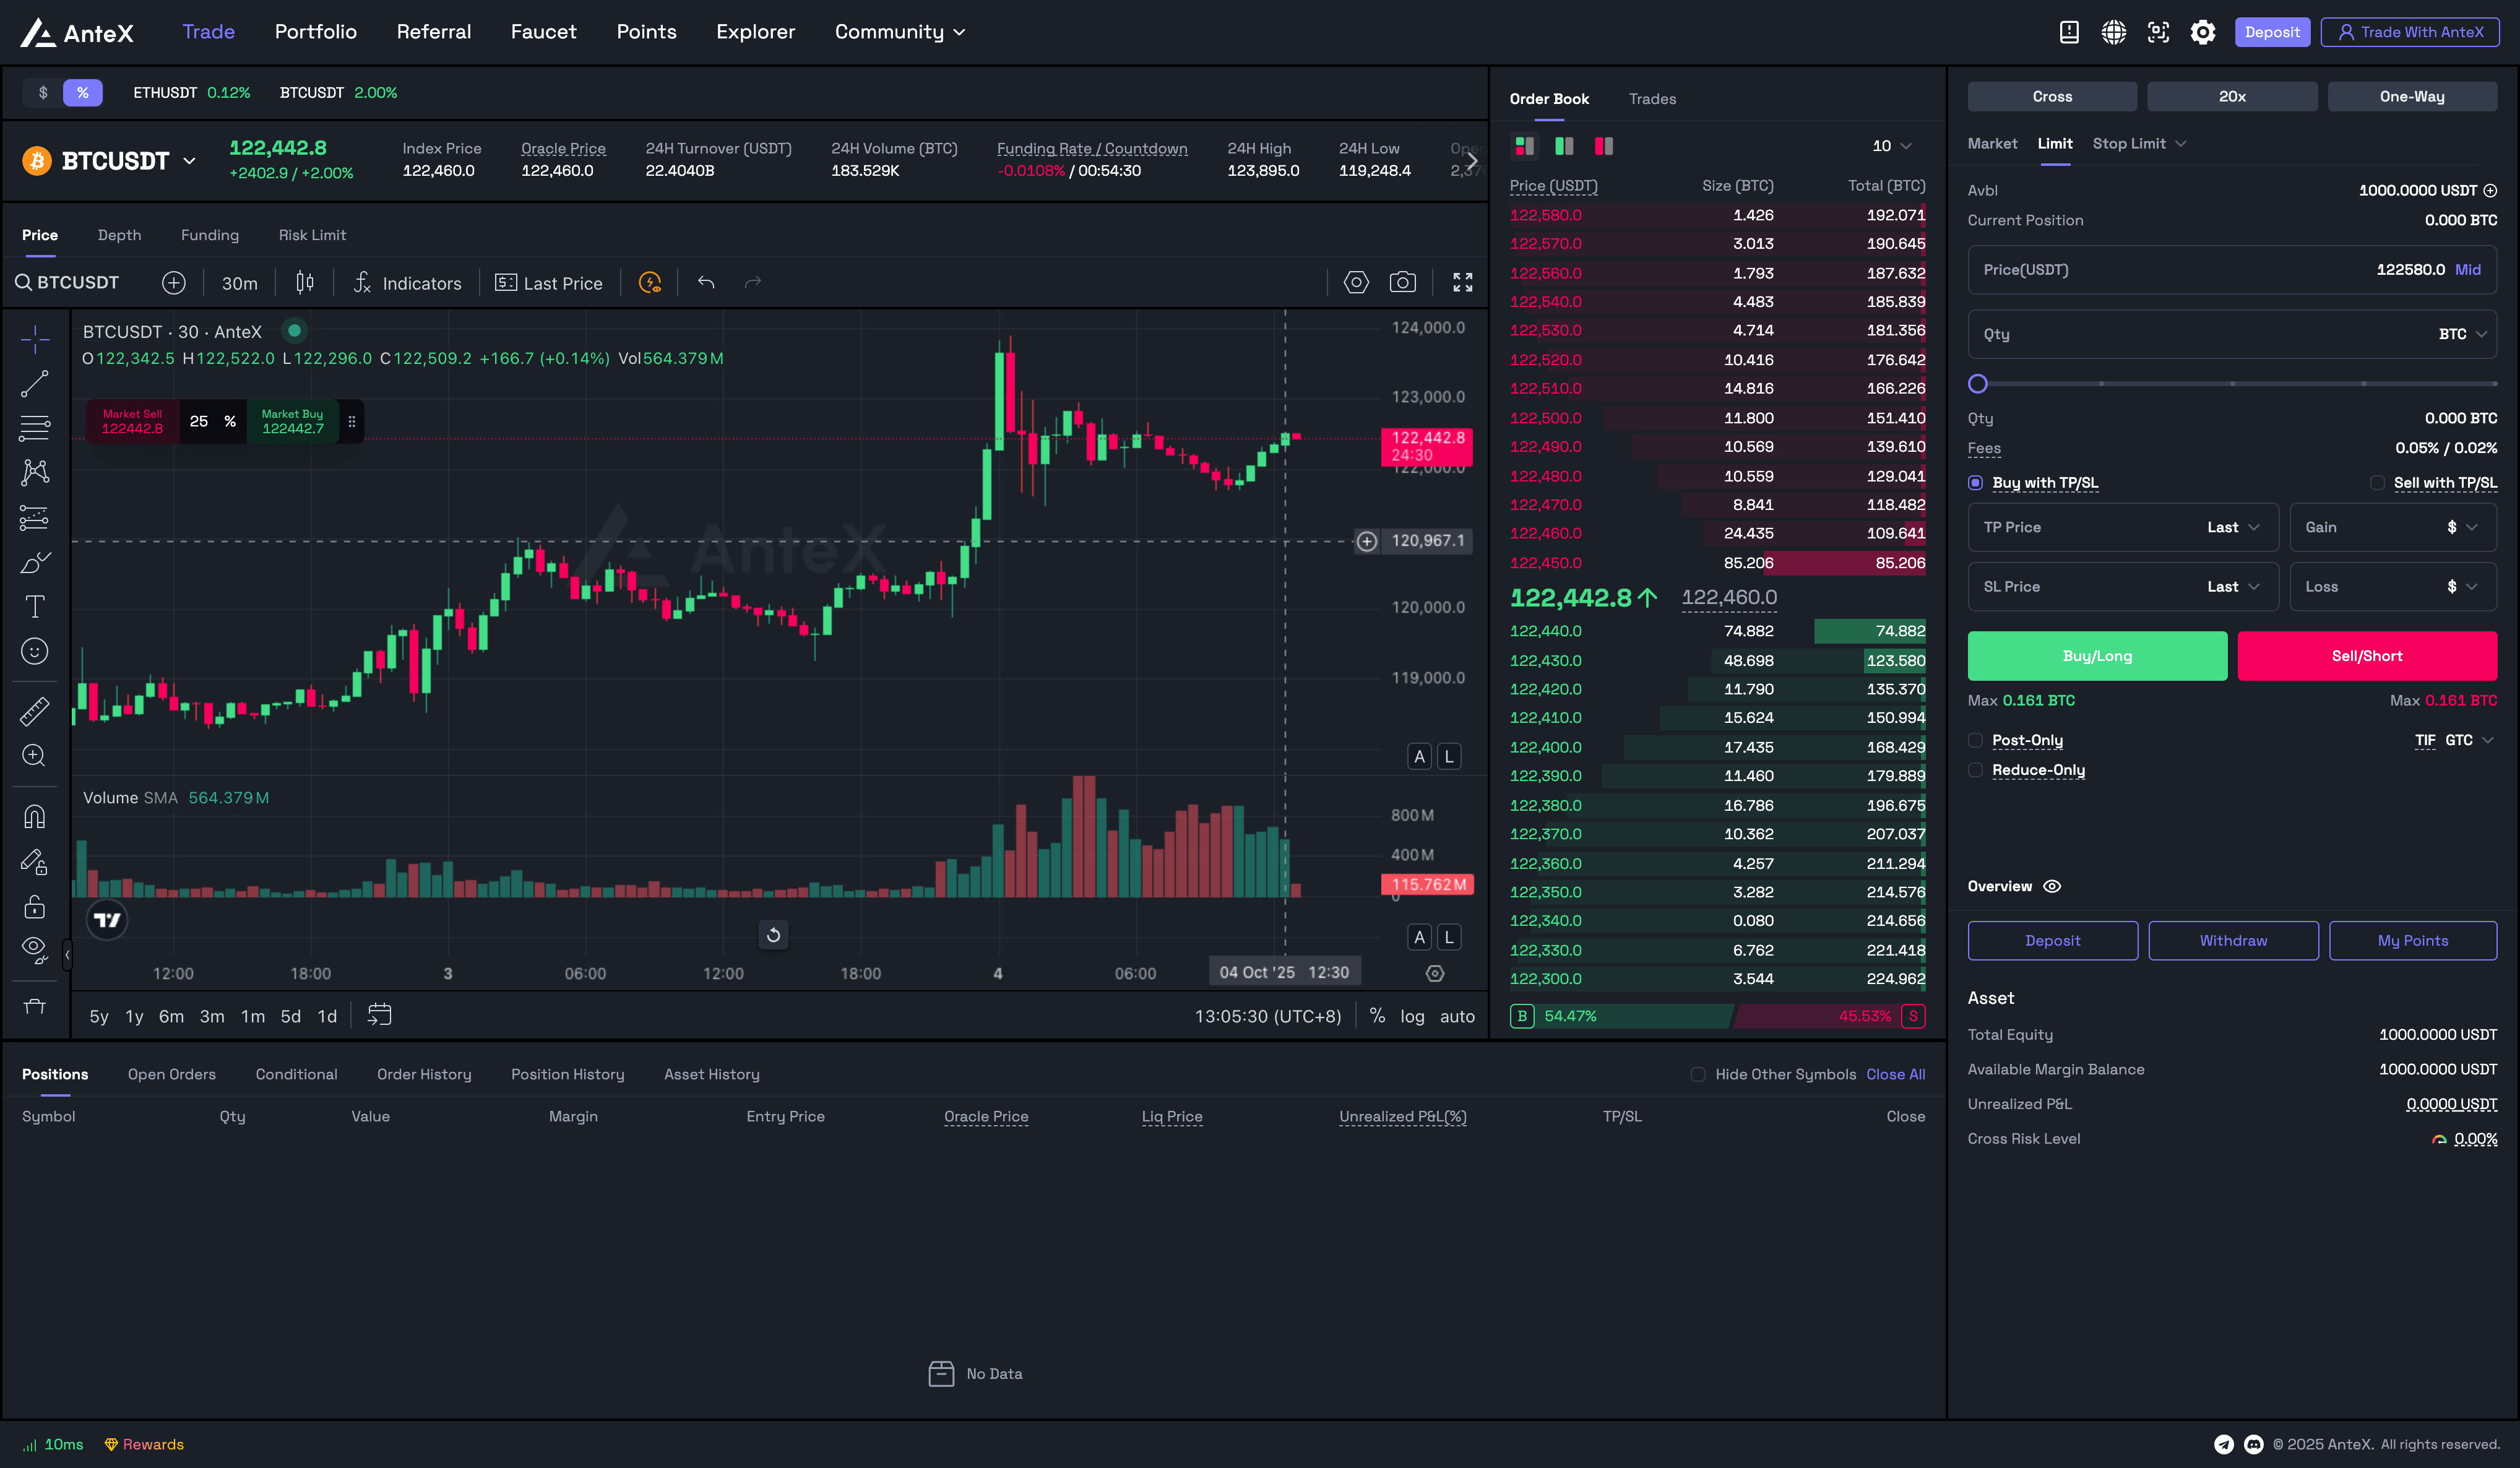 AnteX Trade Portfolio Referral Faucet Points Explorer Community Deposit Trade With AnteX
$ % ETHUSDT 0.12% BTCUSDT 2.00%
BTCUSDT
122,442.8
+2402.9 / +2.00%
Index Price
122,460.0
Oracle Price
122,460.0
24H Turnover (USDT)
22.4040B
24H Volume (BTC)
183.529K
Funding Rate / Countdown
-0.0108% / 00:54:30
24H High
123,895.0
24H Low
119,248.4
Price Depth Funding Risk Limit
BTCUSDT 30m Indicators Last Price
BTCUSDT · 30 · AnteX
O122,342.5 H122,522.0 L122,296.0 C122,509.2 +166.7 (+0.14%) Vol564.379M
Market Sell
122442.8
25 %
Market Buy
122442.7
AnteX
124,000.0
123,000.0
122,442.8
24:30
122,000.0
120,967.1
120,000.0
119,000.0
A L
Volume SMA 564.379M
800M
400M
115.762M
0
A L
12:00 18:00 3 06:00 12:00 18:00 4 06:00 04 Oct '25 12:30
5y 1y 6m 3m 1m 5d 1d 13:05:30 (UTC+8) % log auto
Order Book Trades
10
Price (USDT) Size (BTC) Total (BTC)
122,580.0 1.426 192.071
122,570.0 3.013 190.645
122,560.0 1.793 187.632
122,540.0 4.483 185.839
122,530.0 4.714 181.356
122,520.0 10.416 176.642
122,510.0 14.816 166.226
122,500.0 11.800 151.410
122,490.0 10.569 139.610
122,480.0 10.559 129.041
122,470.0 8.841 118.482
122,460.0 24.435 109.641
122,450.0 85.206 85.206
122,442.8 122,460.0
122,440.0 74.882 74.882
122,430.0 48.698 123.580
122,420.0 11.790 135.370
122,410.0 15.624 150.994
122,400.0 17.435 168.429
122,390.0 11.460 179.889
122,380.0 16.786 196.675
122,370.0 10.362 207.037
122,360.0 4.257 211.294
122,350.0 3.282 214.576
122,340.0 0.080 214.656
122,330.0 6.762 221.418
122,300.0 3.544 224.962
B 54.47% 45.53% S
Cross 20x One-Way
Market Limit Stop Limit
Avbl 1000.0000 USDT
Current Position 0.000 BTC
Price(USDT) 122580.0 Mid
Qty BTC
Qty 0.000 BTC
Fees 0.05% / 0.02%
Buy with TP/SL Sell with TP/SL
TP Price Last Gain $
SL Price Last Loss $
Buy/Long Sell/Short
Max 0.161 BTC Max 0.161 BTC
Post-Only TIF GTC
Reduce-Only
Overview
Deposit Withdraw My Points
Asset
Total Equity 1000.0000 USDT
Available Margin Balance 1000.0000 USDT
Unrealized P&L 0.0000 USDT
Cross Risk Level 0.00%
Positions Open Orders Conditional Order History Position History Asset History Hide Other Symbols Close All
Symbol Qty Value Margin Entry Price Oracle Price Liq Price Unrealized P&L(%) TP/SL Close
No Data
10ms Rewards © 2025 AnteX. All rights reserved.